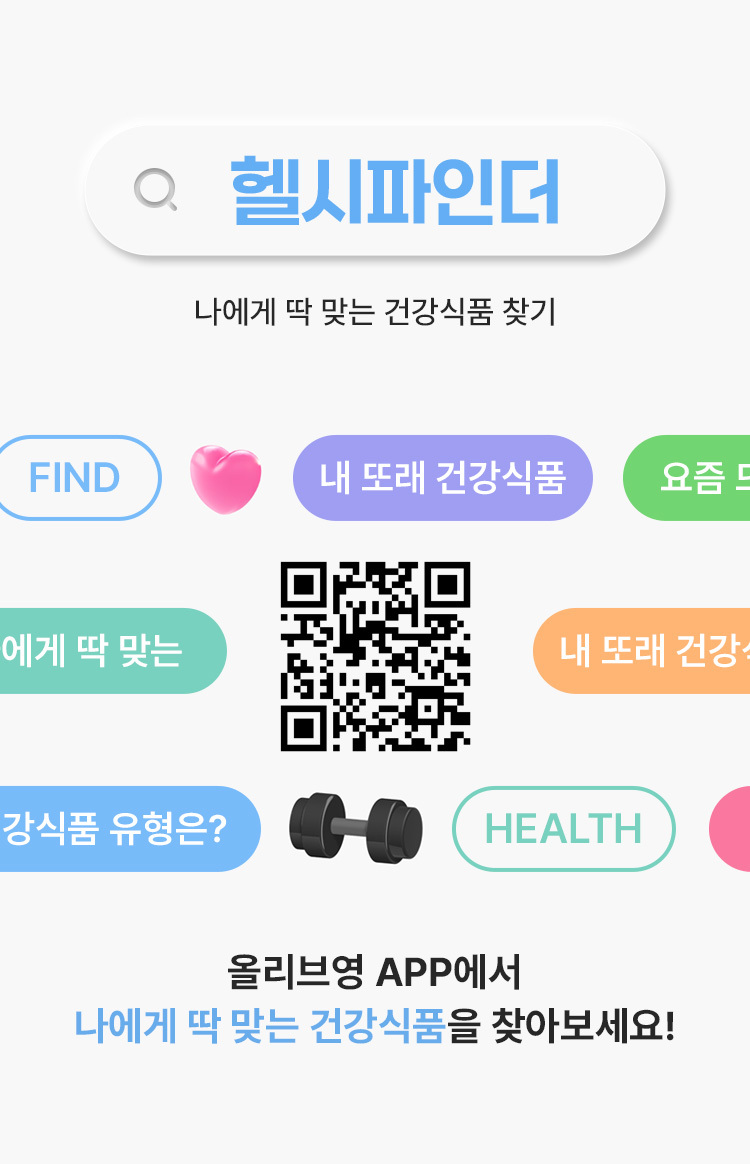 헬시파인더
나에게 딱 맞는 건강식품 찾기
FIND
내 또래 건강식품
요즘
에게 딱 맞는
내 또래 건강
강식품 유형은?
HEALTH
올리브영 APP에서
나에게 딱 맞는 건강식품을 찾아보세요!